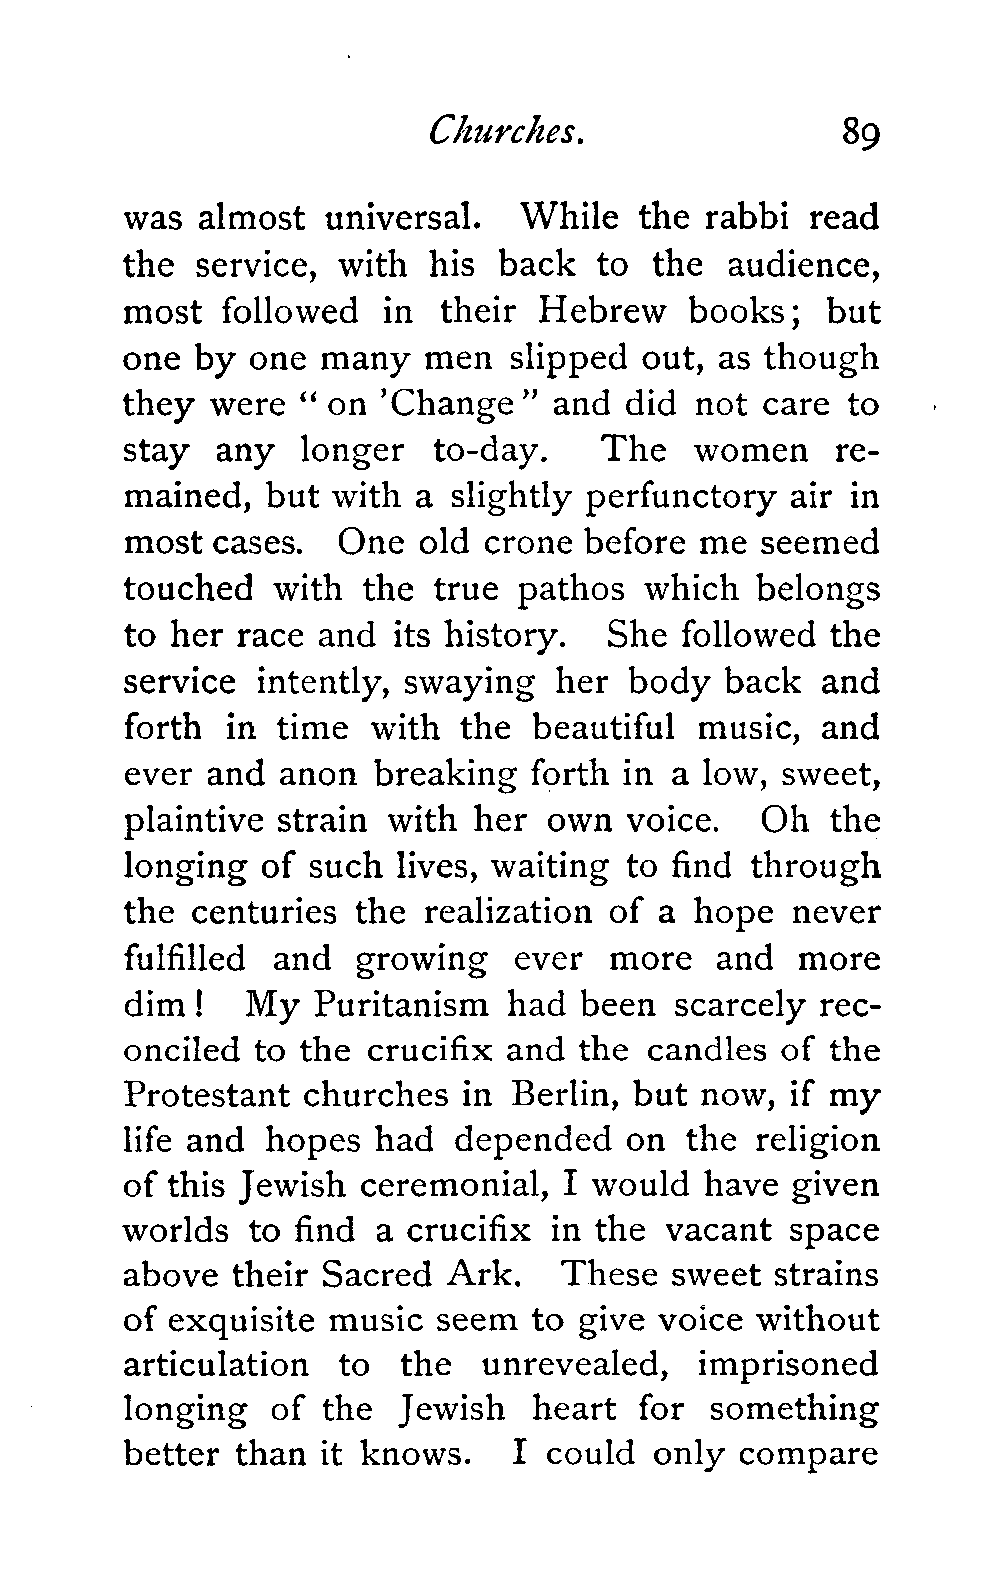 Churches. 89
was almost universal. While the rabbi read
the service, with his back to the audience,
most followed in their Hebrew books; but
one by one many men slipped out, as though
they were “ on ’Change ” and did not care to
stay any longer to-day. The women re-
mained, but with a slightly perfunctory air in
most cases. One old crone before me seemed
touched with the true pathos which belongs
to her race and its history. She followed the
service intently, swaying her body back and
forth in time with the beautiful music, and
ever and anon breaking forth in a low, sweet,
plaintive strain with her own voice. Oh the
longing of such lives, waiting to find through
the centuries the realization of a hope never
fulfilled and growing ever more and more
dim ! My Puritanism had been scarcely rec-
onciled to the crucifix and the candles of the
Protestant churches in Berlin, but now, if my
life and hopes had depended on the religion
of this Jewish ceremonial, I would have given
worlds to find a crucifix in the vacant space
above their Sacred Ark. These sweet strains
of exquisite music seem to give voice without
articulation to the unrevealed, imprisoned
longing of the Jewish heart for something
better than it knows. I could only compare